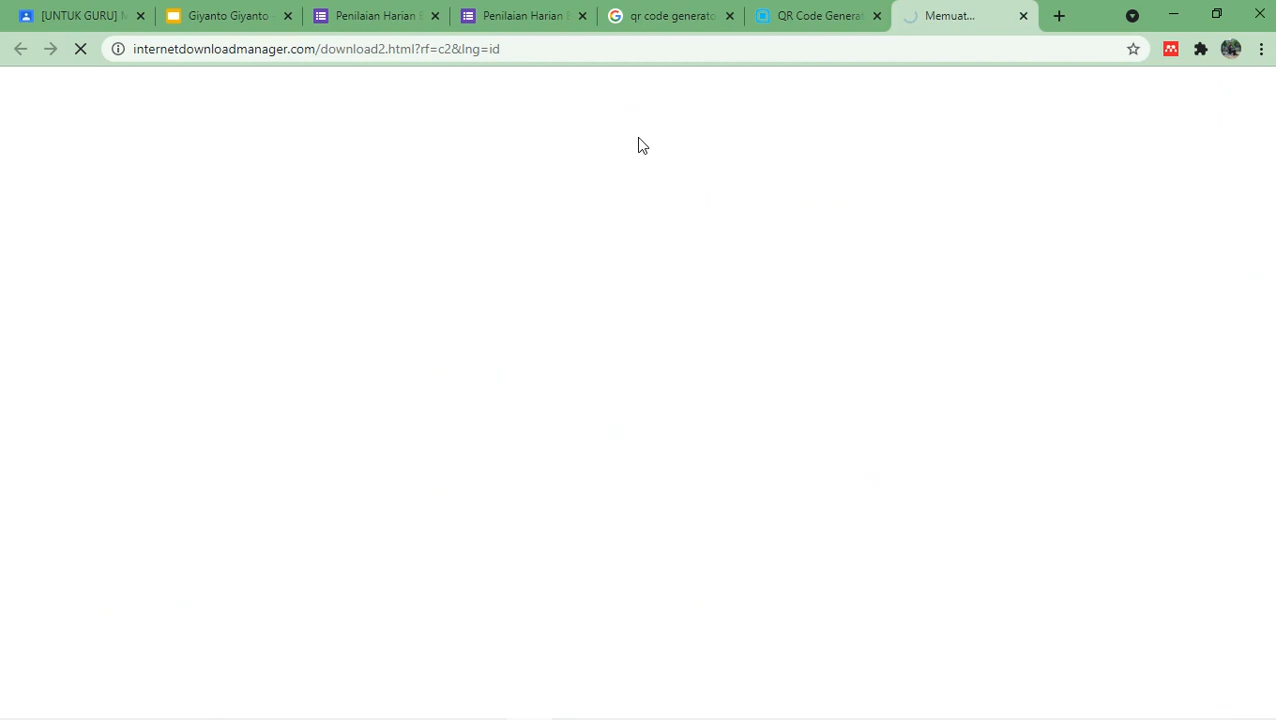 [UNTUK GURU] M
Giyanto Giyanto -
Penilaian Harian B
Penilaian Harian B
qr code generato
QR Code Generat
Memuat...
internetdownloadmanager.com/download2.html?rf=c2&lng=id